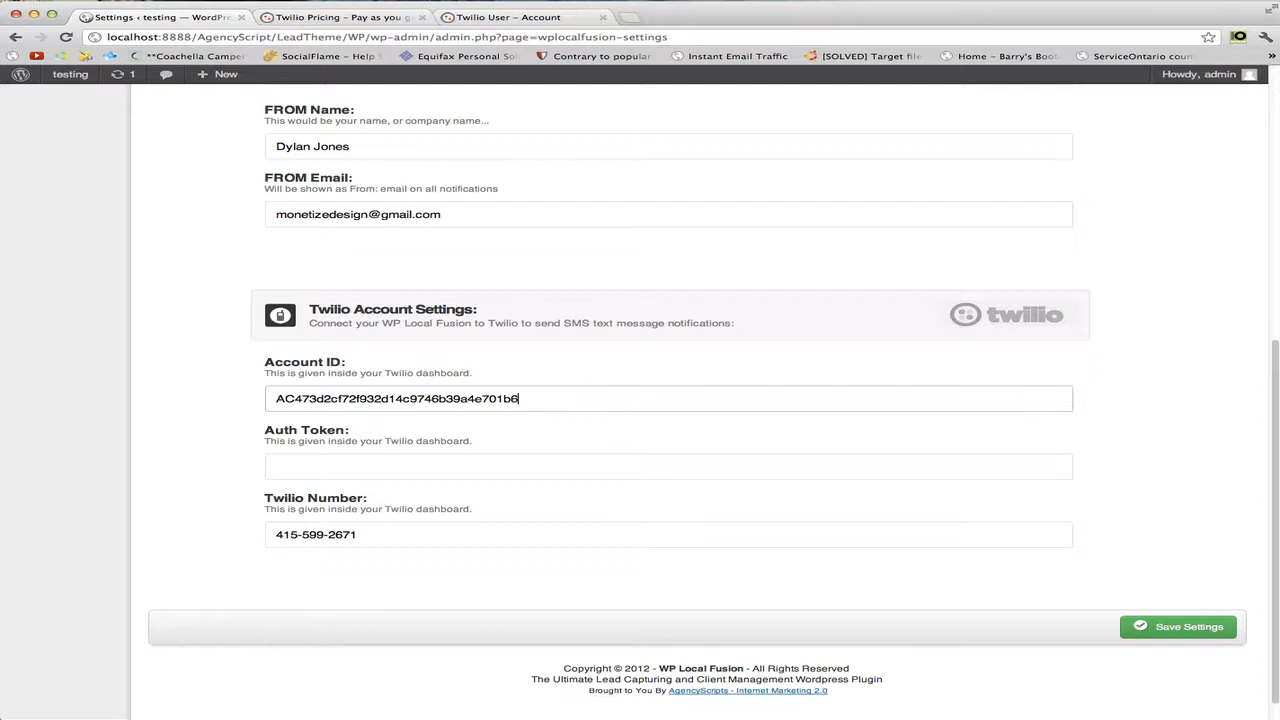 Settings ‹ testing — WordPre
Twilio Pricing – Pay as you g
Twilio User – Account
localhost:8888/AgencyScript/LeadTheme/WP/wp-admin/admin.php?page=wplocalfusion-settings
**Coachella Camper
SocialFlame – Help S
Equifax Personal So
Contrary to popular
Instant Email Traffic
[SOLVED] Target file
Home – Barry's Boot
ServiceOntario coun
»
testing
1
+ New
Howdy, admin
FROM Name:
This would be your name, or company name...
Dylan Jones
FROM Email:
Will be shown as From: email on all notifications
monetizedesign@gmail.com
Twilio Account Settings:
Connect your WP Local Fusion to Twilio to send SMS text message notifications:
twilio
Account ID:
This is given inside your Twilio dashboard.
AC473d2cf72f932d14c9746b39a4e701b6
Auth Token:
This is given inside your Twilio dashboard.
Twilio Number:
This is given inside your Twilio dashboard.
415-599-2671
Save Settings
Copyright © 2012 - WP Local Fusion - All Rights Reserved
The Ultimate Lead Capturing and Client Management Wordpress Plugin
Brought to You By AgencyScripts - Internet Marketing 2.0